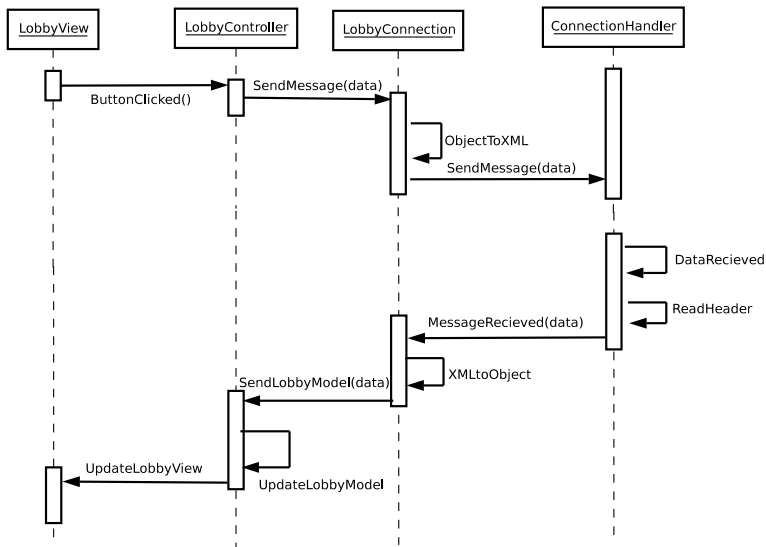 LobbyView
LobbyController
LobbyConnection
ConnectionHandler
ButtonClicked()
SendMessage(data)
ObjectToXML
SendMessage(data)
DataRecieved
ReadHeader
MessageRecieved(data)
XMLtoObject
SendLobbyModel(data)
UpdateLobbyModel
UpdateLobbyView